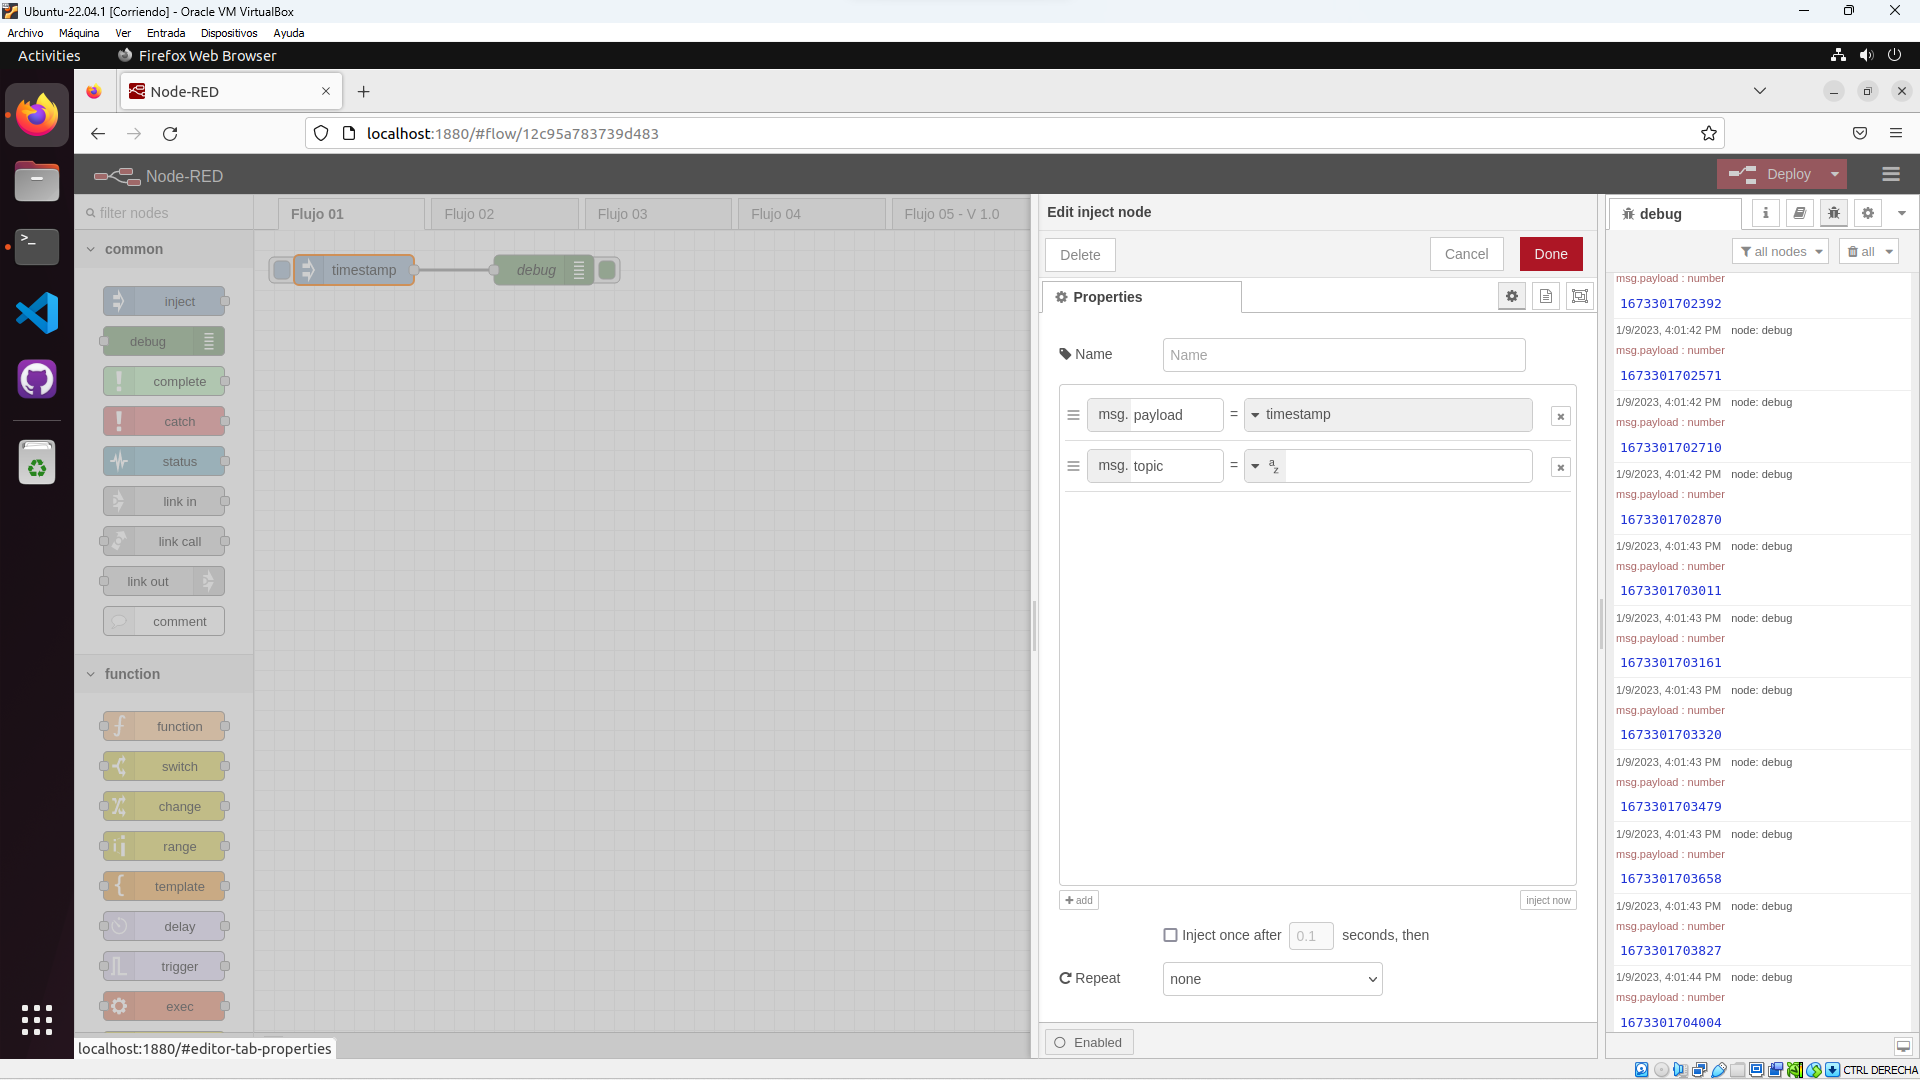 Ubuntu-22.04.1 [Corriendo] - Oracle VM VirtualBox
Archivo Máquina Ver Entrada Dispositivos Ayuda
Activities Firefox Web Browser
Node-RED
localhost:1880/#flow/12c95a783739d483
Node-RED
Deploy
filter nodes
common
inject
debug
complete
catch
status
link in
link call
link out
comment
function
function
switch
change
range
template
delay
trigger
exec
localhost:1880/#editor-tab-properties
Flujo 01
Flujo 02
Flujo 03
Flujo 04
Flujo 05 - V 1.0
timestamp
debug
Edit inject node
Delete
Cancel
Done
Properties
Name
Name
msg. payload = timestamp
msg. topic = az
add
inject now
Inject once after 0.1 seconds, then
Repeat none
Enabled
debug
all nodes
all
msg.payload : number
1673301702392
1/9/2023, 4:01:42 PM node: debug
msg.payload : number
1673301702571
1/9/2023, 4:01:42 PM node: debug
msg.payload : number
1673301702710
1/9/2023, 4:01:42 PM node: debug
msg.payload : number
1673301702870
1/9/2023, 4:01:43 PM node: debug
msg.payload : number
1673301703011
1/9/2023, 4:01:43 PM node: debug
msg.payload : number
1673301703161
1/9/2023, 4:01:43 PM node: debug
msg.payload : number
1673301703320
1/9/2023, 4:01:43 PM node: debug
msg.payload : number
1673301703479
1/9/2023, 4:01:43 PM node: debug
msg.payload : number
1673301703658
1/9/2023, 4:01:43 PM node: debug
msg.payload : number
1673301703827
1/9/2023, 4:01:44 PM node: debug
msg.payload : number
1673301704004
CTRL DERECHA